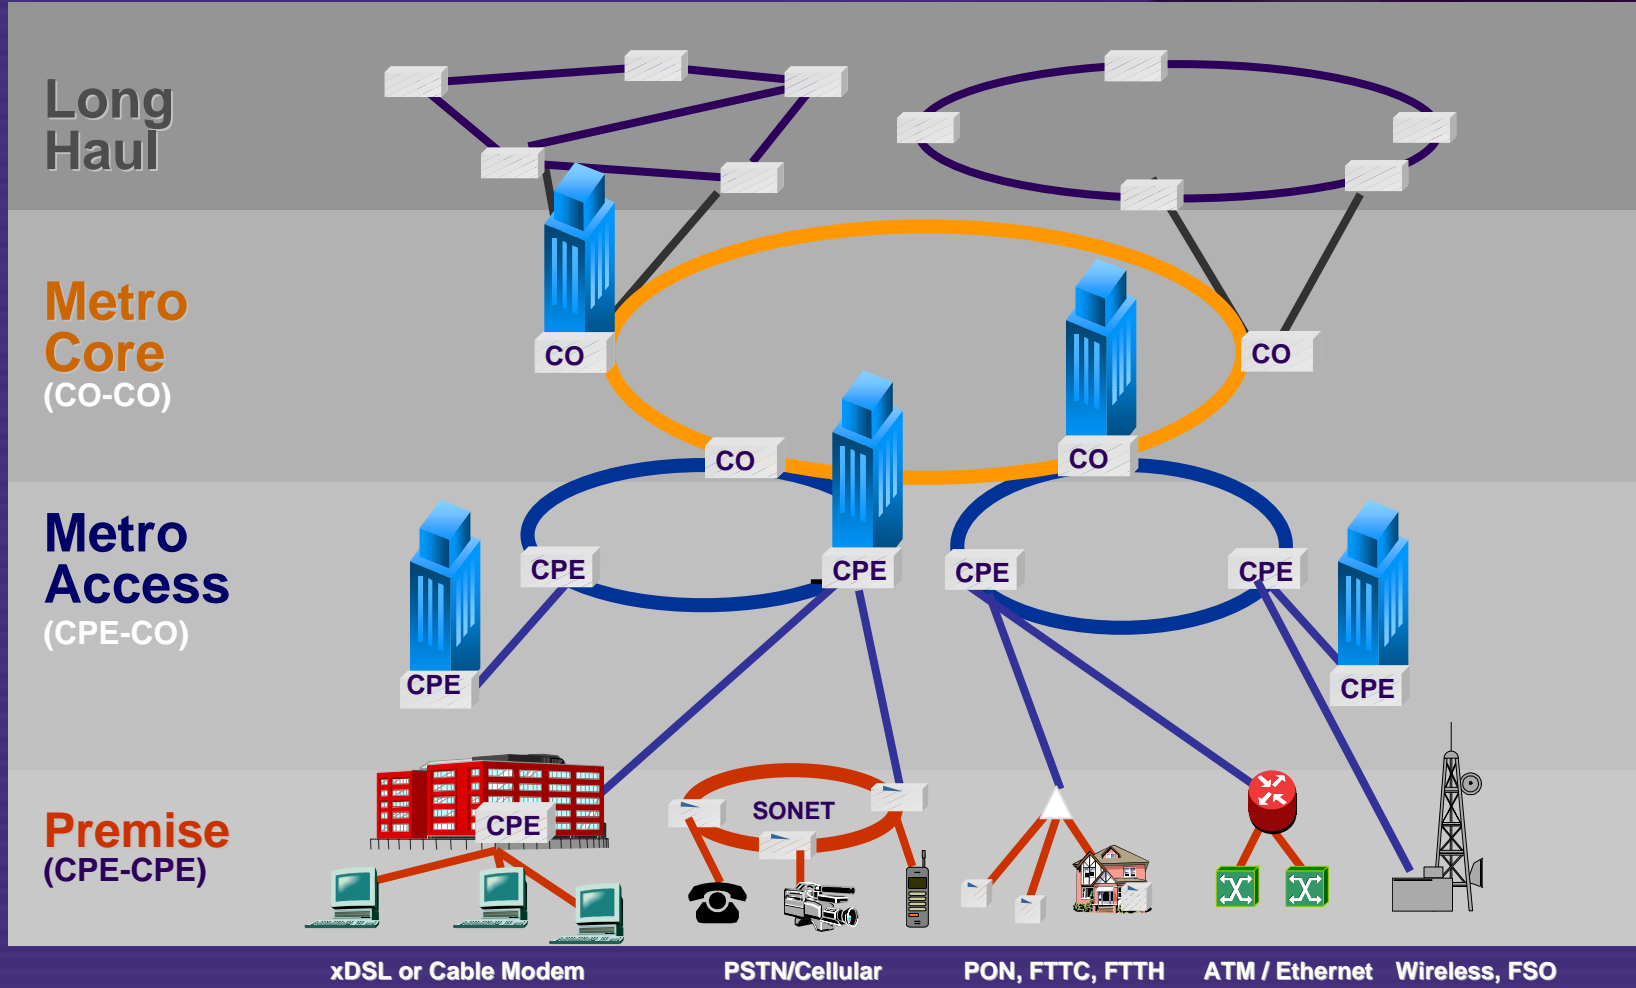 Long
Haul
Metro
Core
(CO-CO)
CO
CO
CO
CO
Metro
Access
(CPE-CO)
CPE
CPE
CPE
CPE
CPE
CPE
Premise
(CPE-CPE)
CPE
SONET
xDSL or Cable Modem
PSTN/Cellular
PON, FTTC, FTTH
ATM / Ethernet
Wireless, FSO